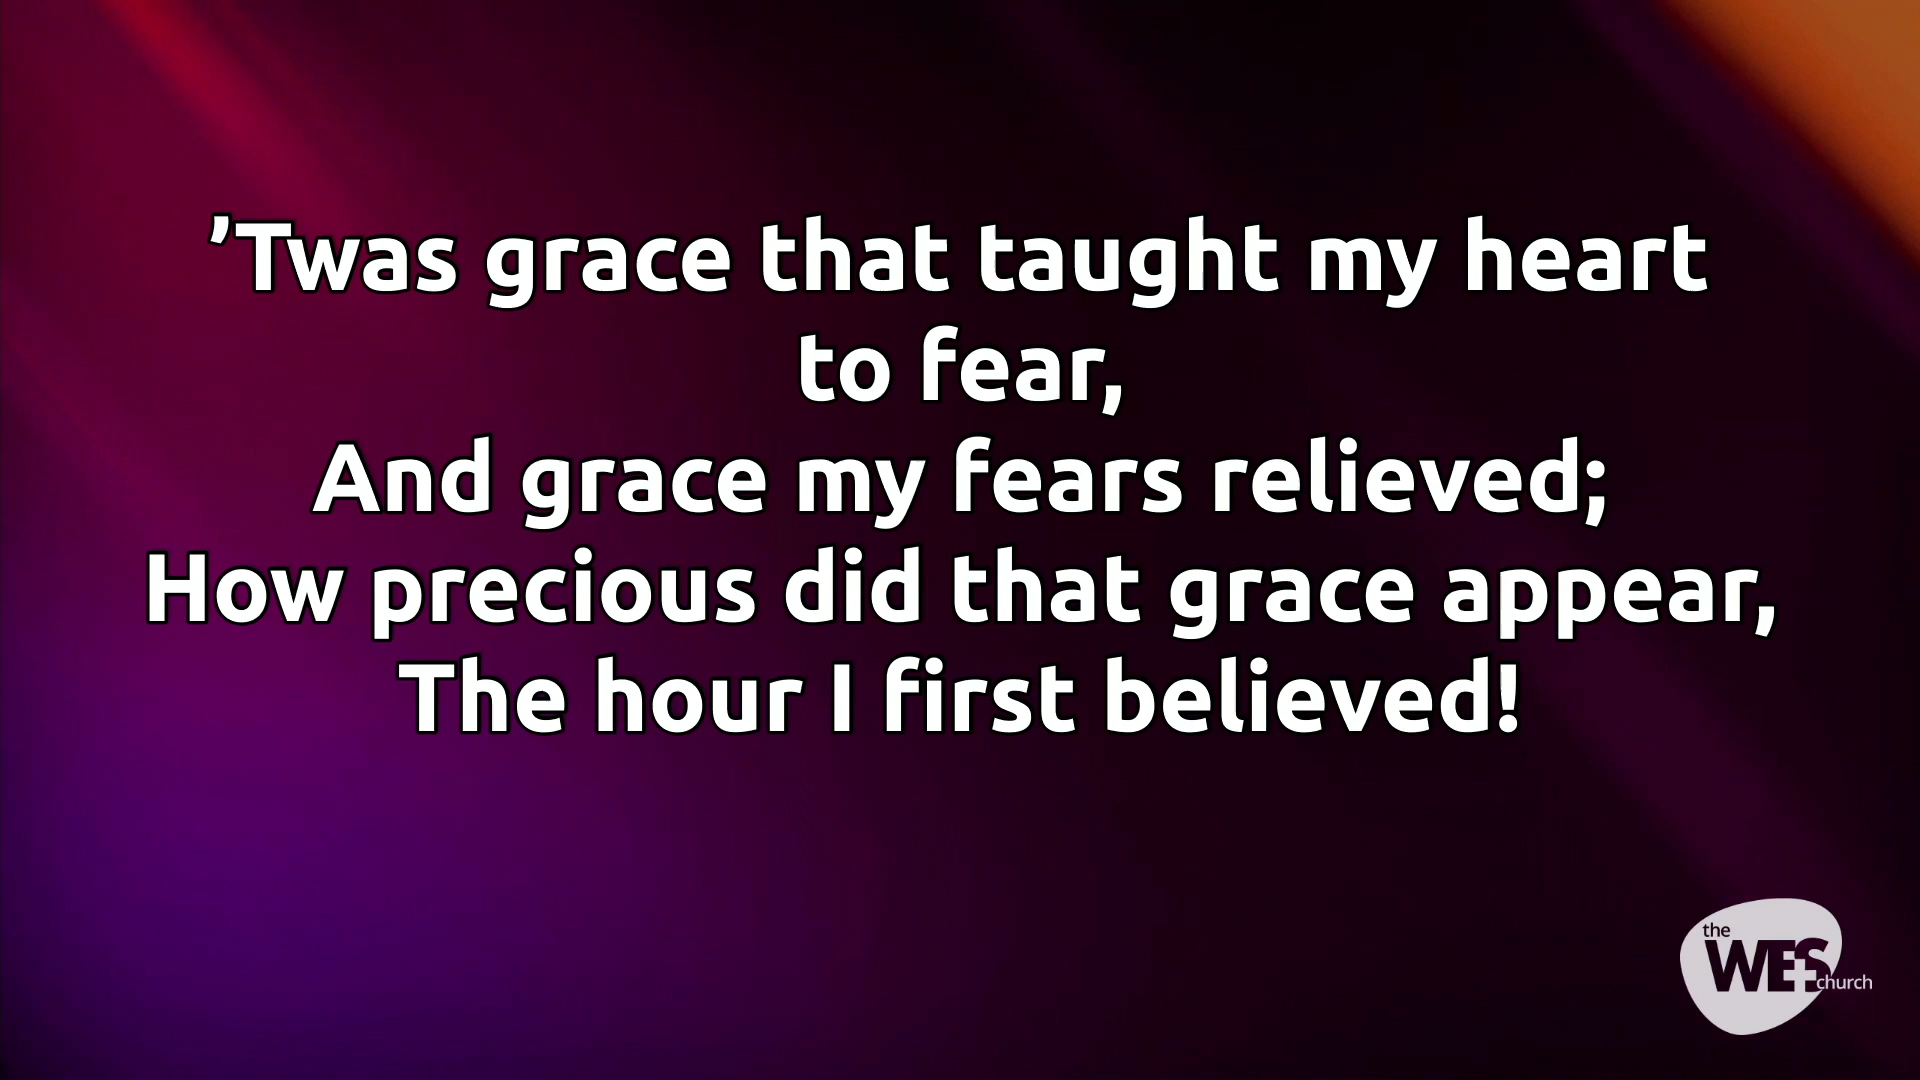 ’Twas grace that taught my heart
to fear,
And grace my fears relieved;
How precious did that grace appear,
The hour I first believed!
the
WES
church